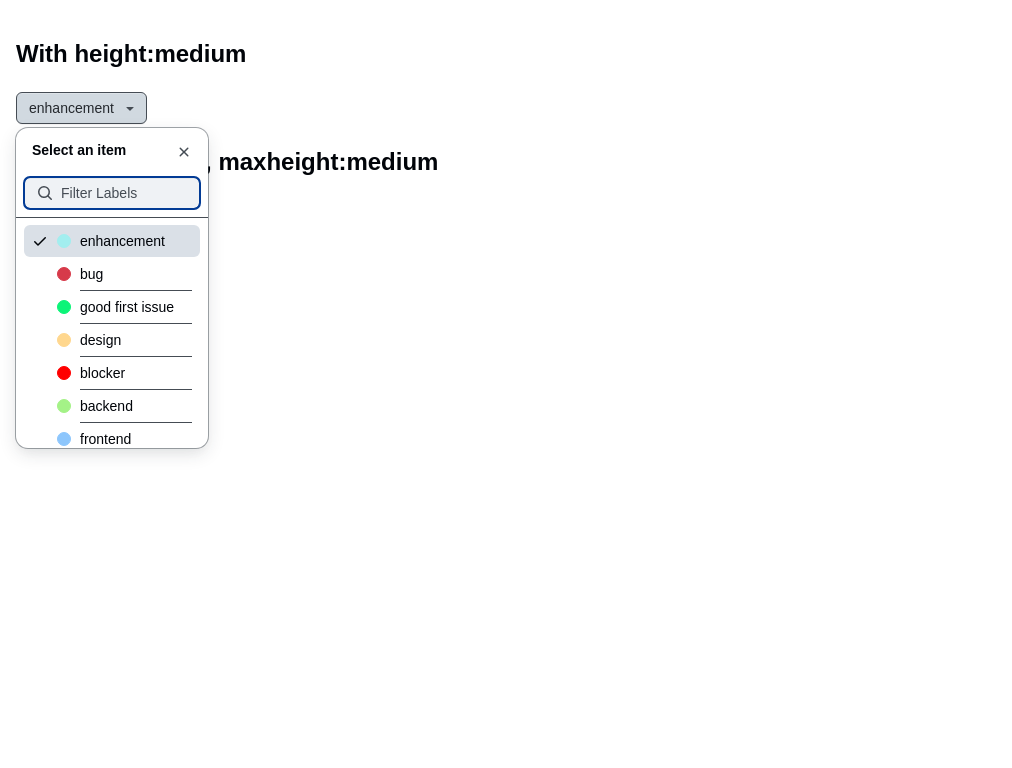 With height:medium
enhancement
Select an item
, maxheight:medium
Filter Labels
enhancement
bug
good first issue
design
blocker
backend
frontend